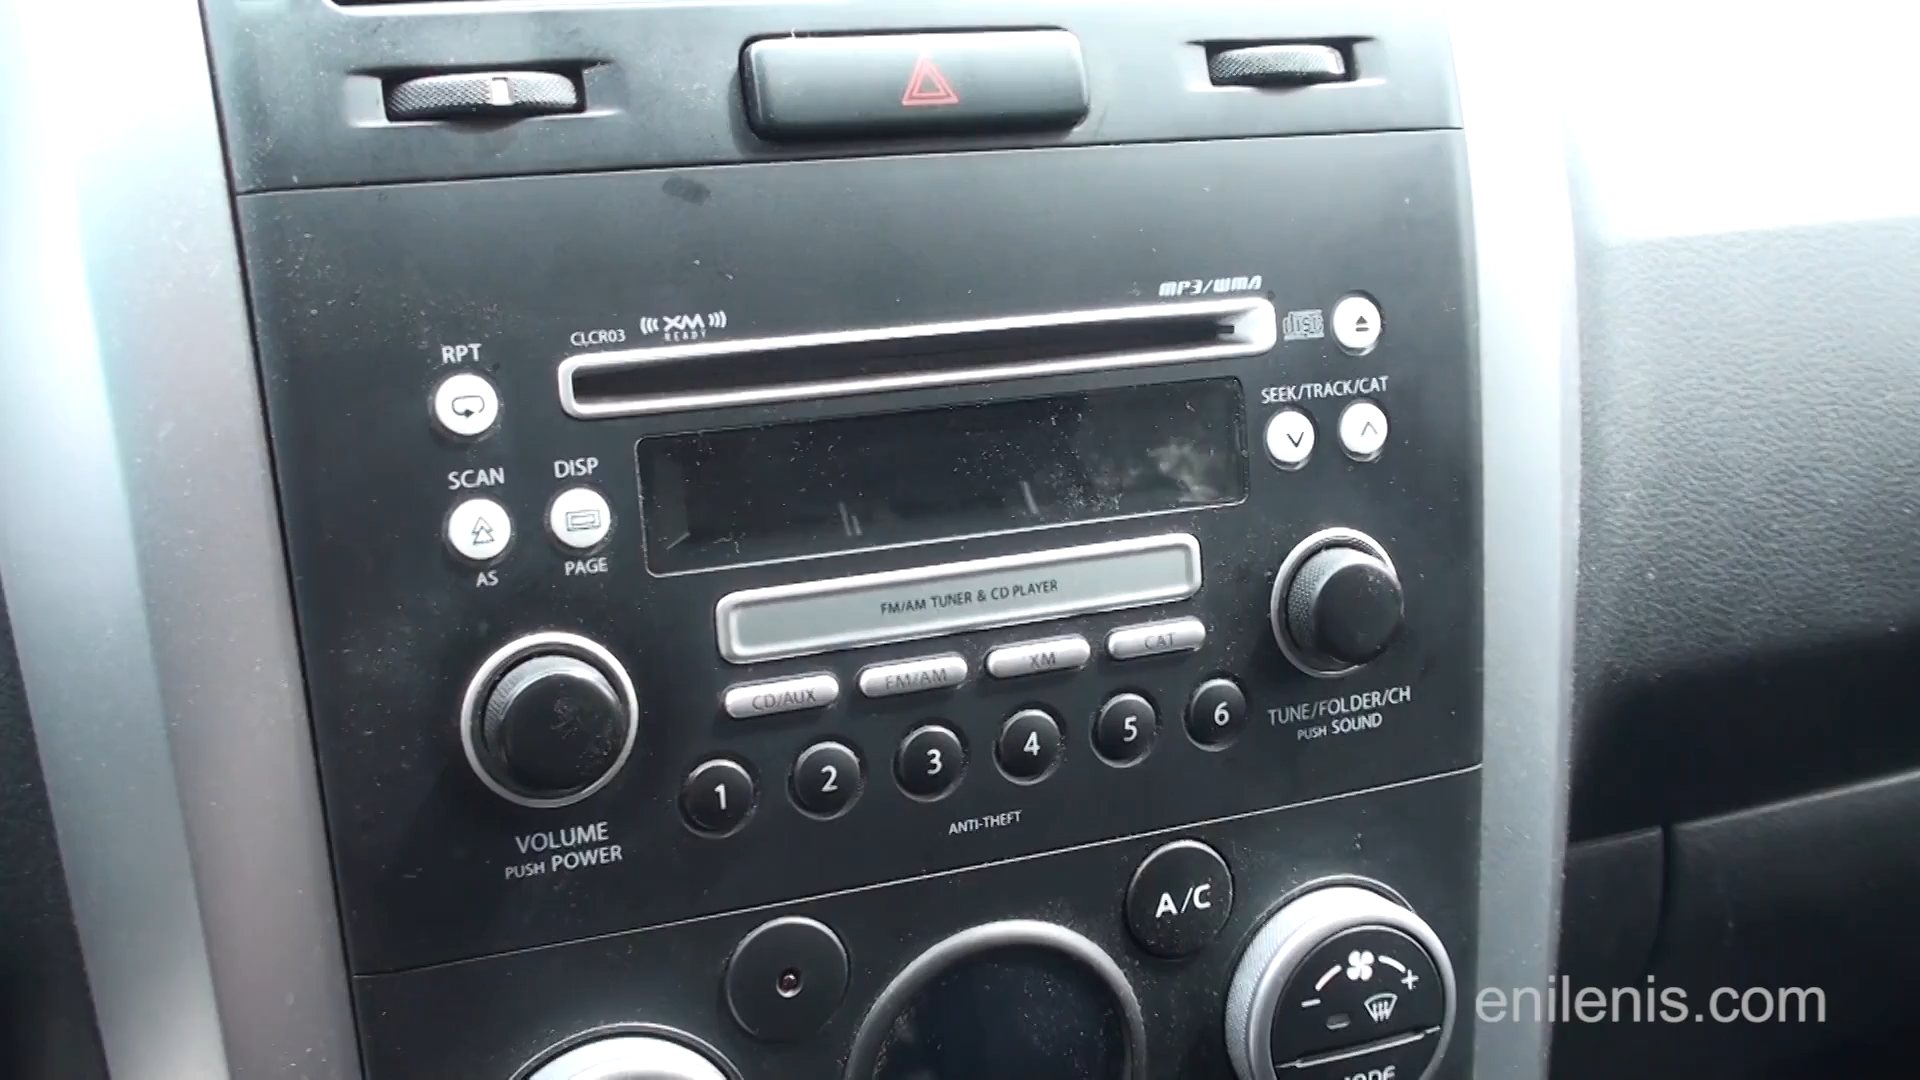 MP3/WMA
CLCR03
XM
READY
disc
RPT
SEEK/TRACK/CAT
SCAN
DISP
AS
PAGE
FM/AM TUNER & CD PLAYER
CD/AUX
FM/AM
XM
CAT
1
2
3
4
5
6
TUNE/FOLDER/CH
PUSH SOUND
VOLUME
PUSH POWER
ANTI-THEFT
A/C
- +
MODE
enilenis.com